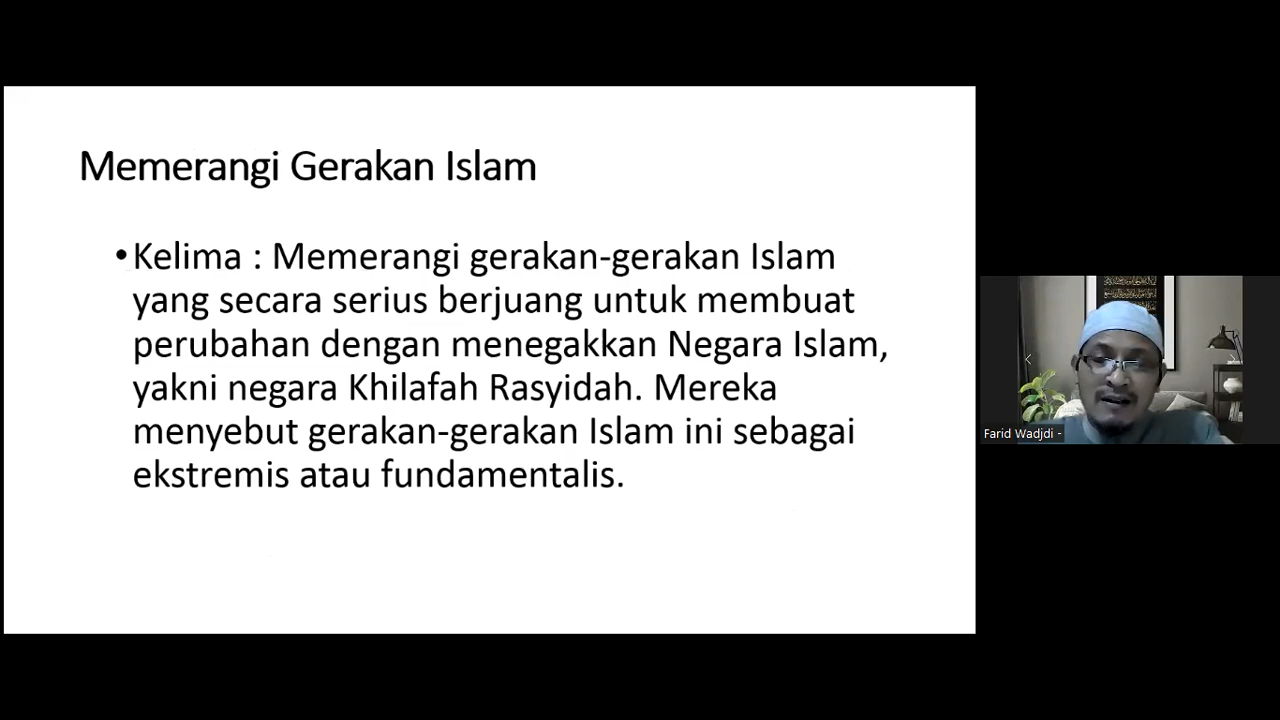 Memerangi Gerakan Islam
•Kelima : Memerangi gerakan-gerakan Islam
yang secara serius berjuang untuk membuat
perubahan dengan menegakkan Negara Islam,
yakni negara Khilafah Rasyidah. Mereka
menyebut gerakan-gerakan Islam ini sebagai
ekstremis atau fundamentalis.
Farid Wadjdi -